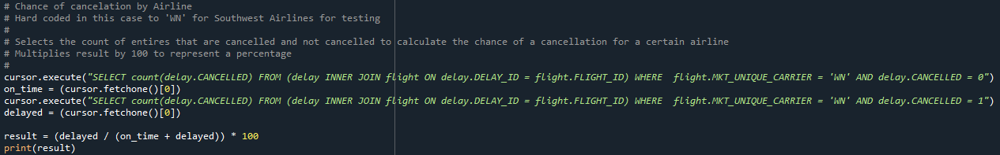 # Chance of cancelation by Airline
# Hard coded in this case to 'WN' for Southwest Airlines for testing
#
# Selects the count of entires that are cancelled and not cancelled to calculate the chance of a cancellation for a certain airline
# Multiplies result by 100 to represent a percentage
#
cursor.execute("SELECT count(delay.CANCELLED) FROM (delay INNER JOIN flight ON delay.DELAY_ID = flight.FLIGHT_ID) WHERE  flight.MKT_UNIQUE_CARRIER = 'WN' AND delay.CANCELLED = 0")
on_time = (cursor.fetchone()[0])
cursor.execute("SELECT count(delay.CANCELLED) FROM (delay INNER JOIN flight ON delay.DELAY_ID = flight.FLIGHT_ID) WHERE  flight.MKT_UNIQUE_CARRIER = 'WN' AND delay.CANCELLED = 1")
delayed = (cursor.fetchone()[0])

result = (delayed / (on_time + delayed)) * 100
print(result)